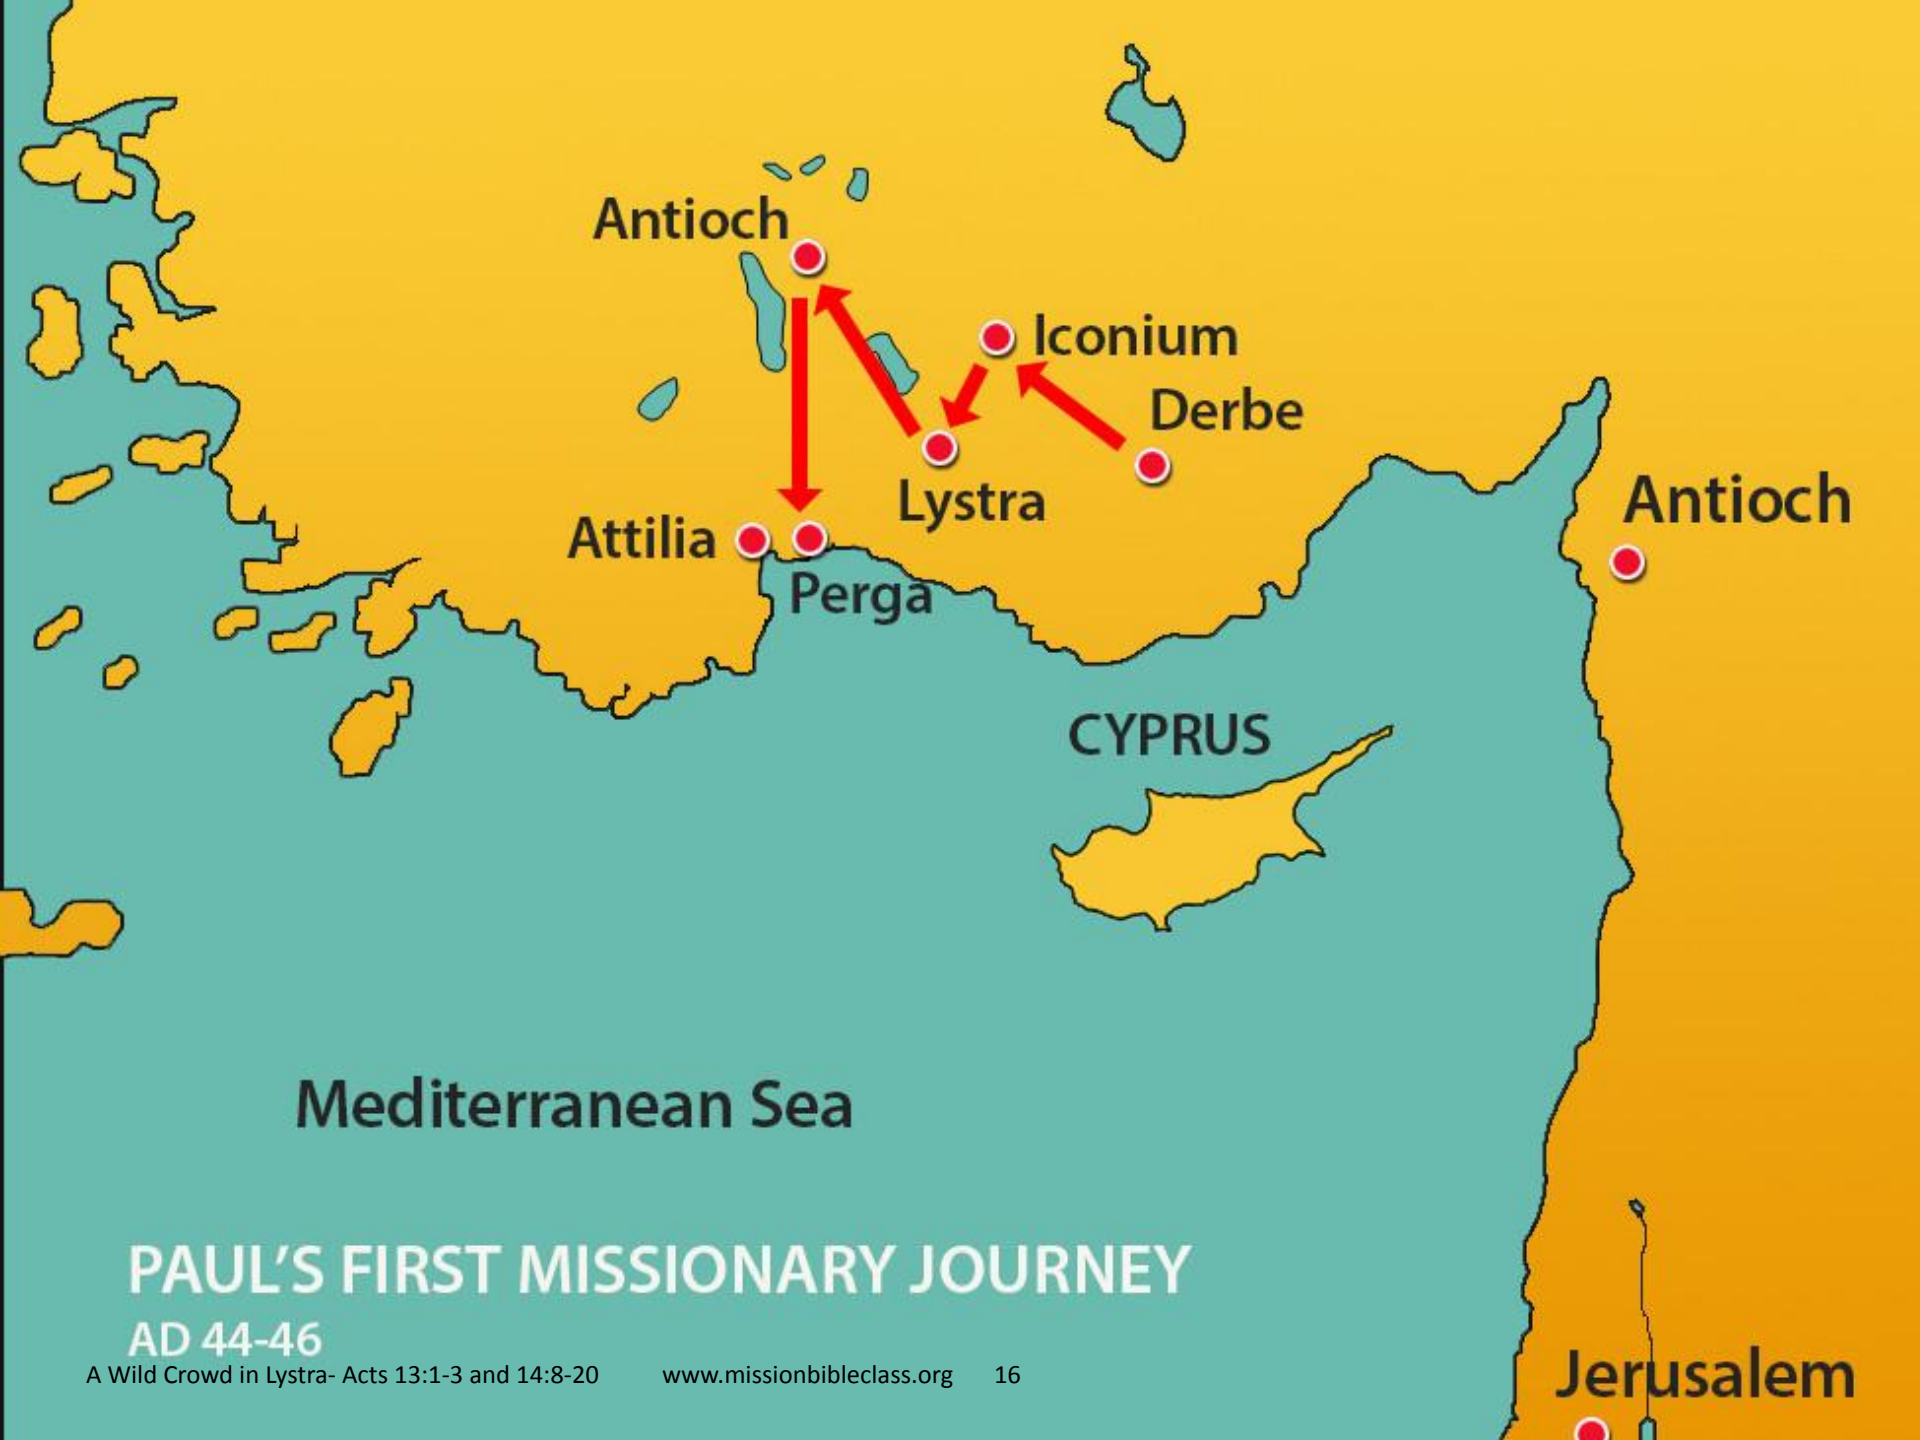 Antioch
Iconium
Derbe
Antioch
Lystra
Attilia
Perga
CYPRUS
Mediterranean Sea
PAUL'S FIRST MISSIONARY JOURNEY
AD 44-46
A Wild Crowd in Lystra- Acts 13:1-3 and 14:8-20 www.missionbibleclass.org 16
Jerusalem